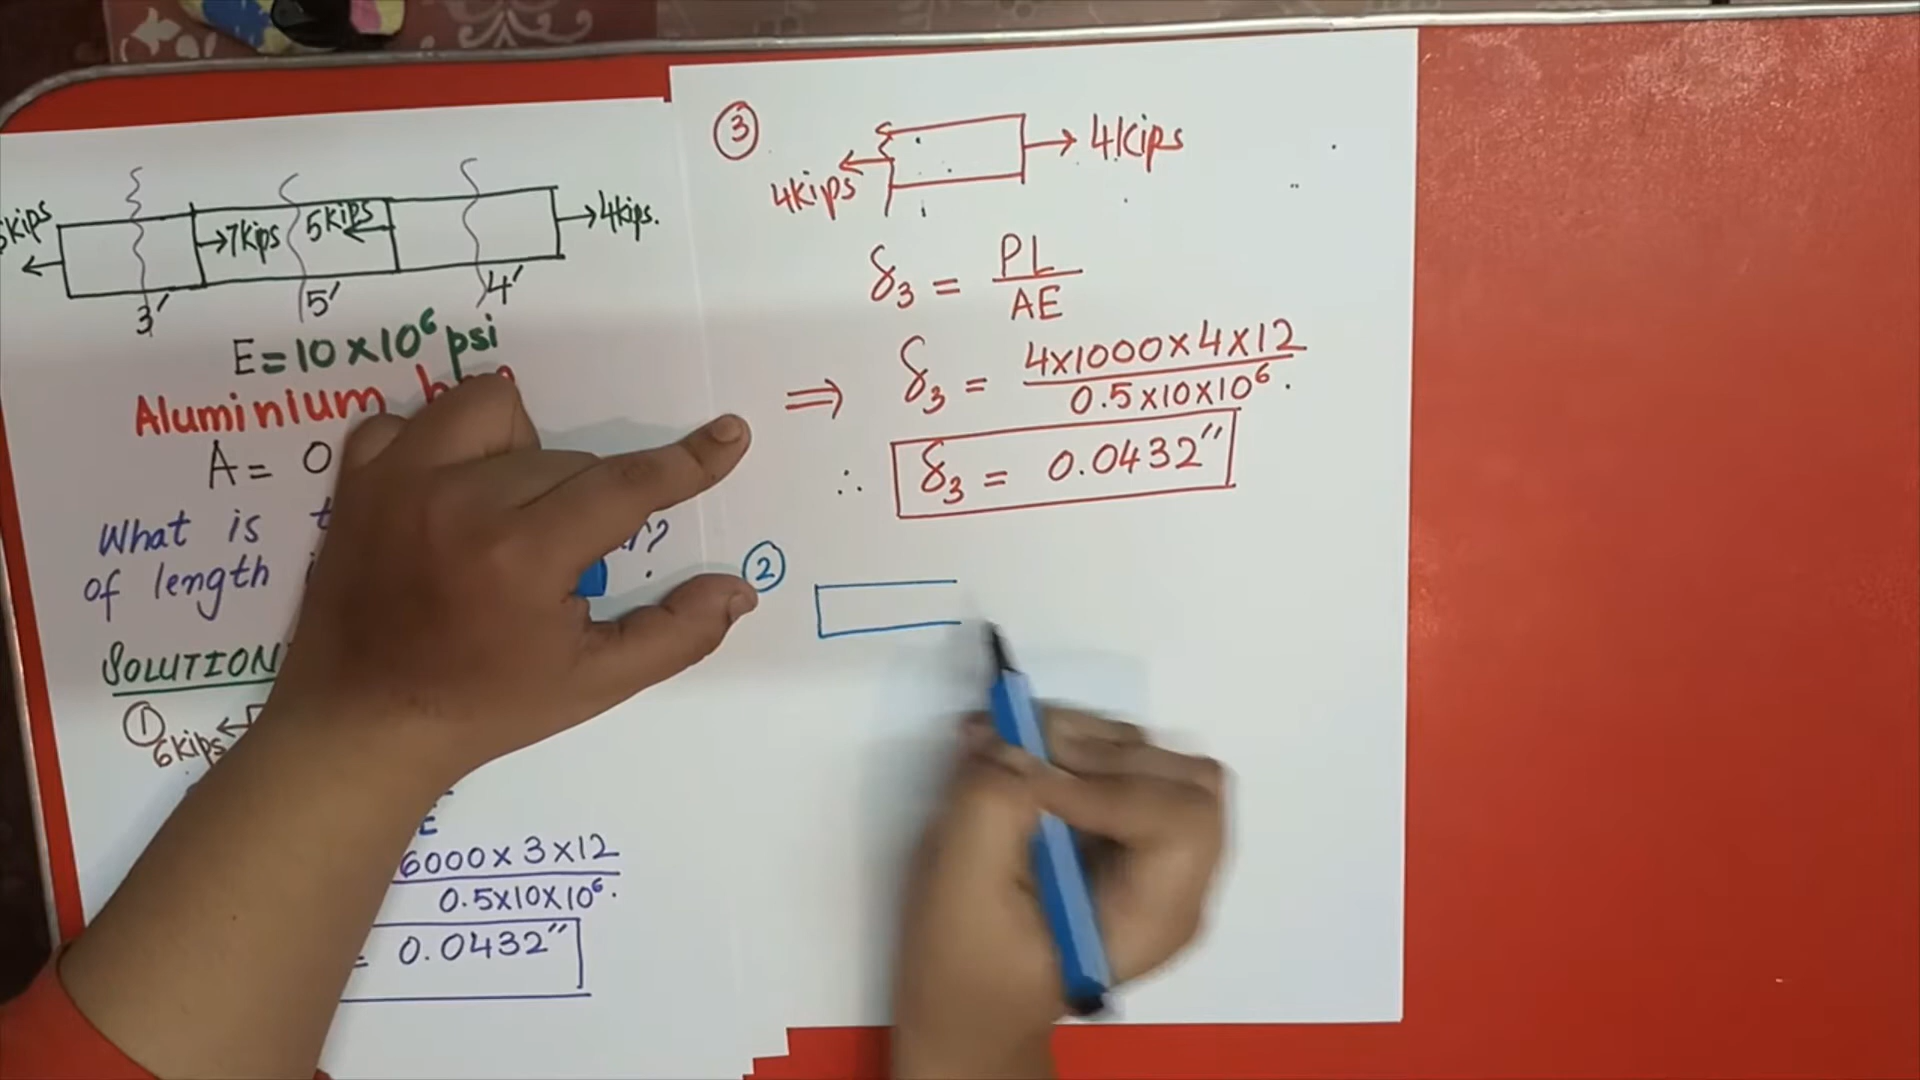 kips
7kips
5kips
4kips.
3'
5'
4'
E=10×10⁶ psi
Aluminium
A= 0
What is
of length
SOLUTION
①
6kips
E
6000×3×12
0.5×10×10⁶.
= 0.0432"
③
4kips
4kips
δ₃ = PL
AE
⇒ δ₃ = 4×1000×4×12
0.5×10×10⁶.
∴ δ₃ = 0.0432"
②